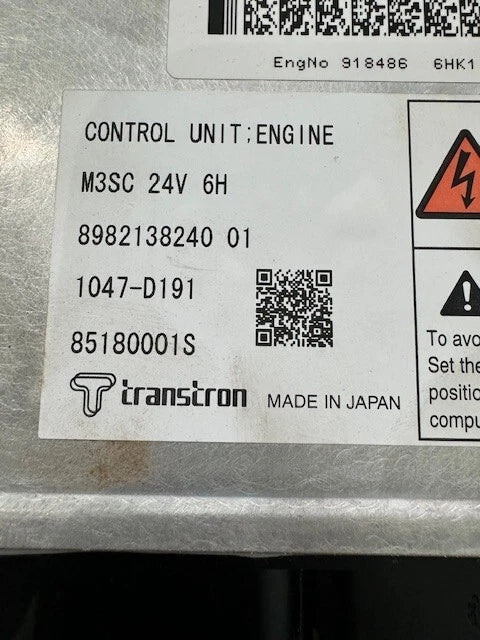 EngNo 918486 6HK1
CONTROL UNIT;ENGINE
M3SC 24V 6H
8982138240 01
1047-D191
85180001S
transtron MADE IN JAPAN
To avo
Set the
positio
compu